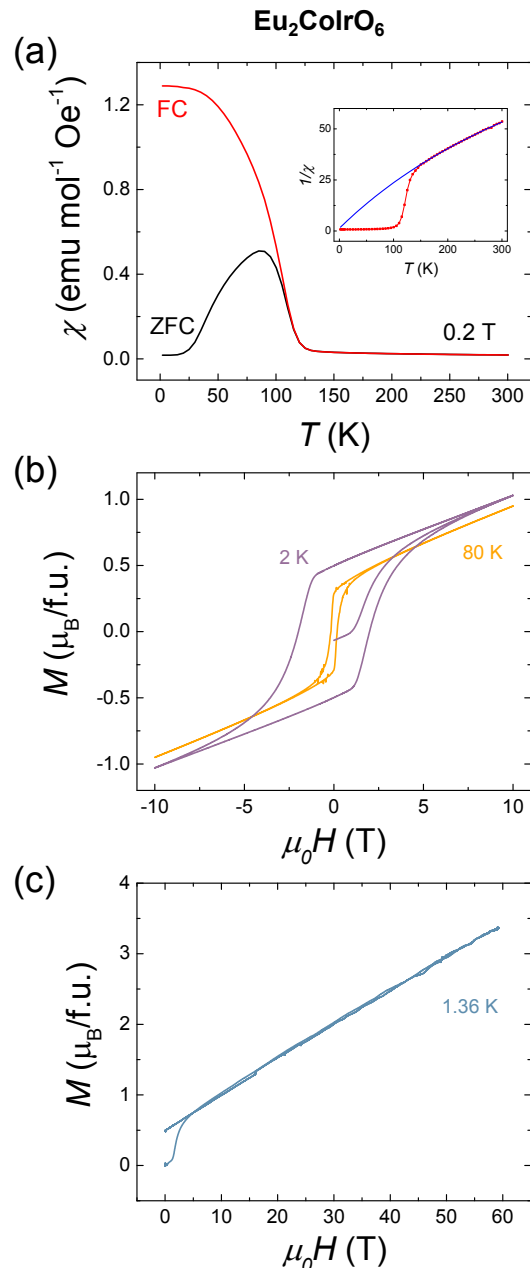 Eu₂CoIrO₆
(a)
χ (emu mol⁻¹ Oe⁻¹)
1.2
0.8
0.4
0.0
FC
ZFC
0.2 T
0 50 100 150 200 250 300
T (K)
1/χ
50
25
0
0 100 200 300
T (K)
(b)
M (μ_B/f.u.)
1.0
0.5
0.0
-0.5
-1.0
2 K
80 K
-10 -5 0 5 10
μ₀H (T)
(c)
M (μ_B/f.u.)
4
3
2
1
0
1.36 K
0 10 20 30 40 50 60
μ₀H (T)